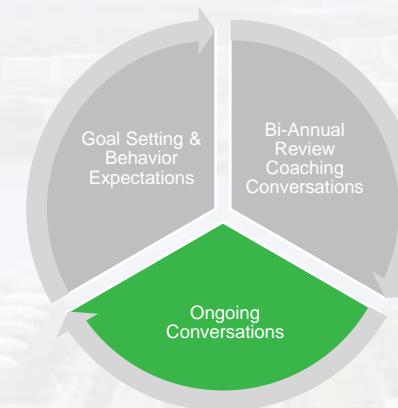 Goal Setting &
Behavior
Expectations
Bi-Annual
Review
Coaching
Conversations
Ongoing
Conversations